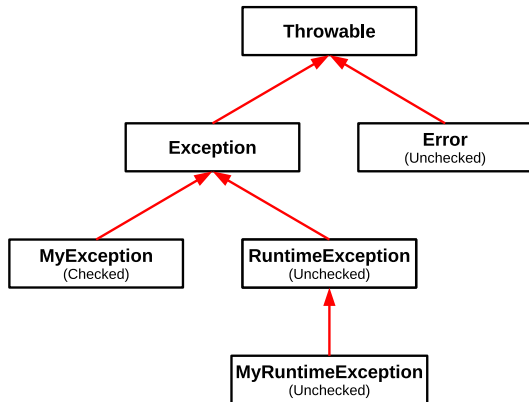 Throwable
Exception
Error
(Unchecked)
MyException
(Checked)
RuntimeException
(Unchecked)
MyRuntimeException
(Unchecked)